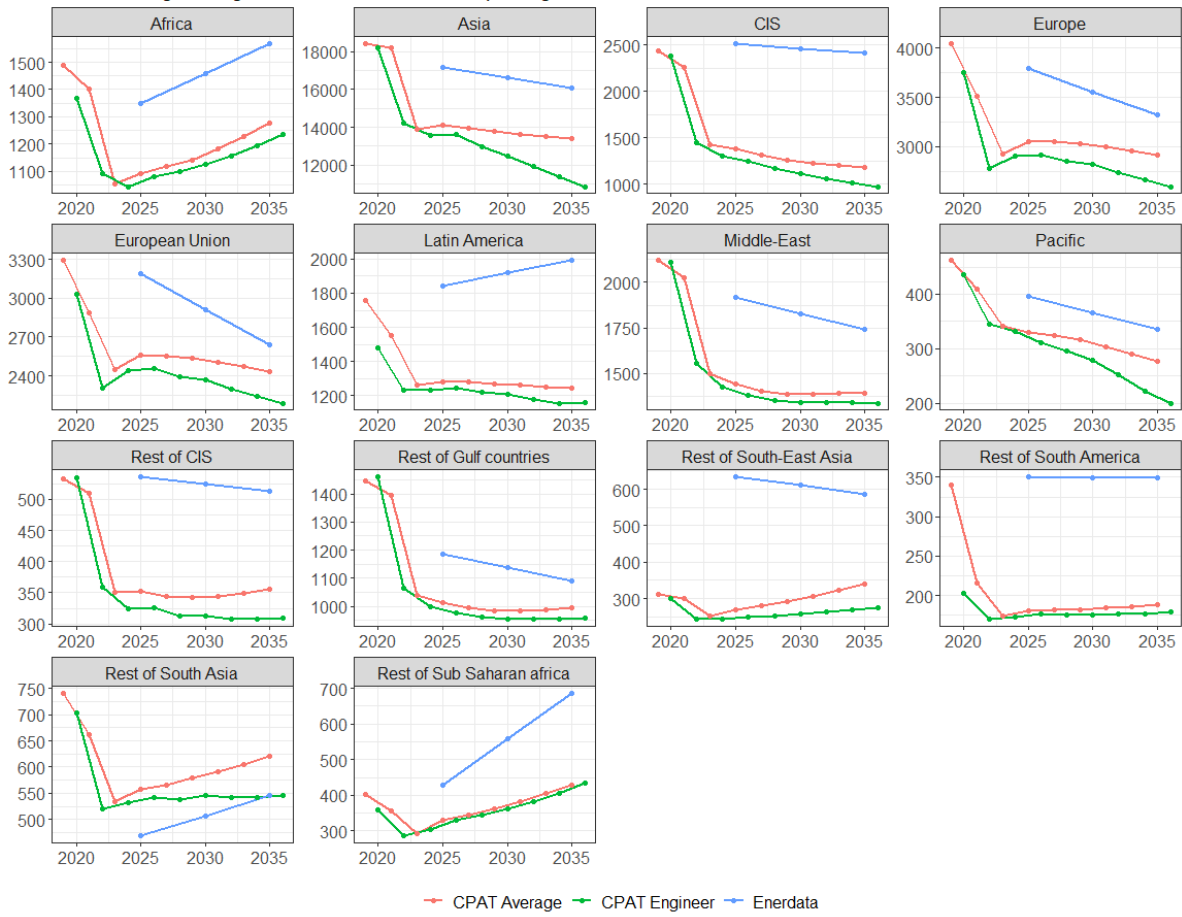 Africa
1500
1400
1300
1200
1100
2020 2025 2030 2035
Asia
18000
16000
14000
12000
2020 2025 2030 2035
CIS
2500
2000
1500
1000
2020 2025 2030 2035
Europe
4000
3500
3000
2020 2025 2030 2035
European Union
3300
3000
2700
2400
2020 2025 2030 2035
Latin America
2000
1800
1600
1400
1200
2020 2025 2030 2035
Middle-East
2000
1750
1500
2020 2025 2030 2035
Pacific
400
300
200
2020 2025 2030 2035
Rest of CIS
500
450
400
350
300
2020 2025 2030 2035
Rest of Gulf countries
1400
1300
1200
1100
1000
2020 2025 2030 2035
Rest of South-East Asia
600
500
400
300
2020 2025 2030 2035
Rest of South America
350
300
250
200
2020 2025 2030 2035
Rest of South Asia
750
700
650
600
550
500
2020 2025 2030 2035
Rest of Sub Saharan africa
700
600
500
400
300
2020 2025 2030 2035
CPAT Average CPAT Engineer Enerdata